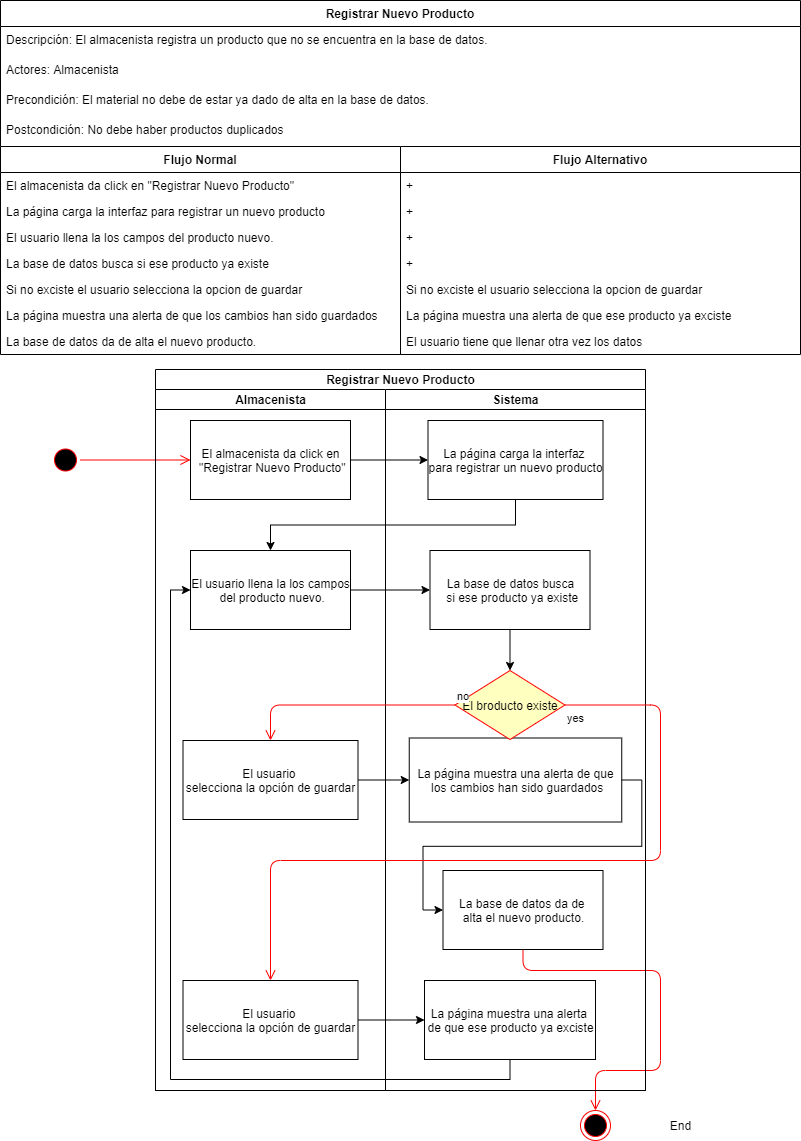 Registrar Nuevo Producto
Descripción: El almacenista registra un producto que no se encuentra en la base de datos.
Actores: Almacenista
Precondición: El material no debe de estar ya dado de alta en la base de datos.
Postcondición: No debe haber productos duplicados
Flujo Normal
Flujo Alternativo
El almacenista da click en "Registrar Nuevo Producto"
+
La página carga la interfaz para registrar un nuevo producto
+
El usuario llena la los campos del producto nuevo.
+
La base de datos busca si ese producto ya existe
+
Si no exciste el usuario selecciona la opcion de guardar
Si no exciste el usuario selecciona la opcion de guardar
La página muestra una alerta de que los cambios han sido guardados
La página muestra una alerta de que ese producto ya exciste
La base de datos da de alta el nuevo producto.
El usuario tiene que llenar otra vez los datos
Registrar Nuevo Producto
Almacenista
Sistema
El almacenista da click en
"Registrar Nuevo Producto"
La página carga la interfaz
para registrar un nuevo producto
El usuario llena la los campos
del producto nuevo.
La base de datos busca
si ese producto ya existe
no
El producto existe
yes
El usuario
selecciona la opción de guardar
La página muestra una alerta de que
los cambios han sido guardados
La base de datos da de
alta el nuevo producto.
El usuario
selecciona la opción de guardar
La página muestra una alerta
de que ese producto ya exciste
End